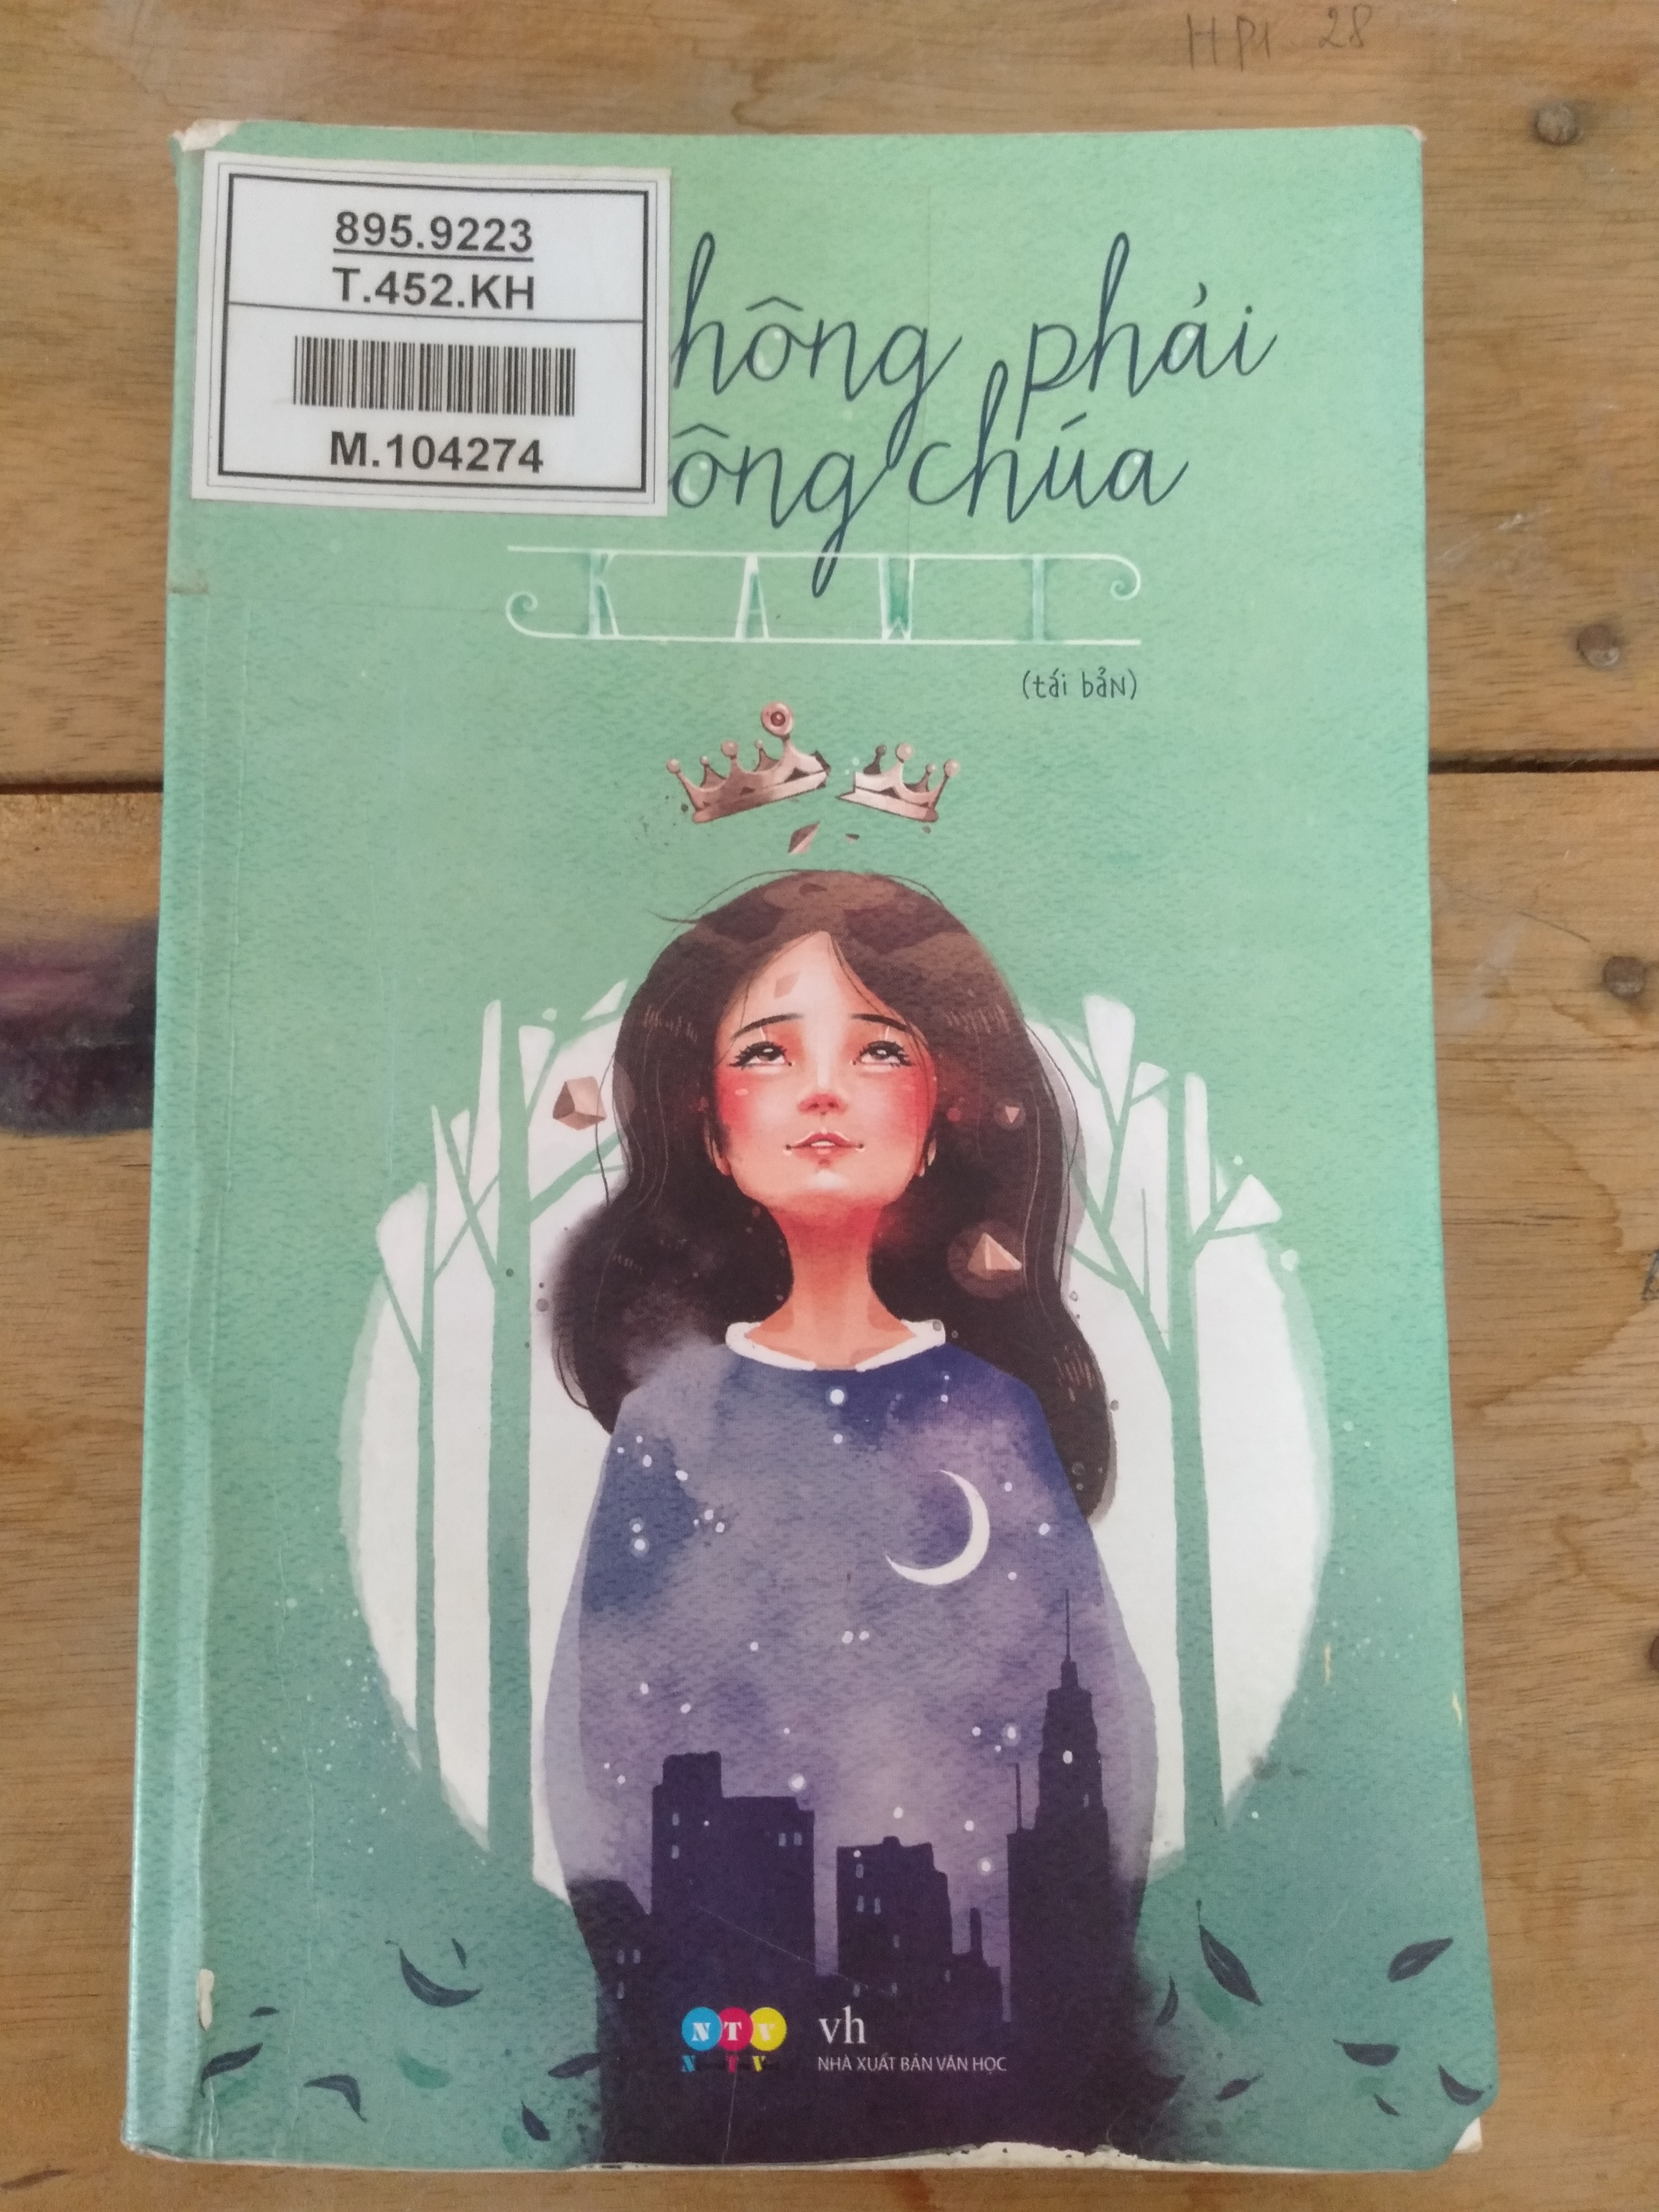 HP1 28
895.9223
T.452.KH
M.104274
hông phải
ông chúa
KAWI
(tái bản)
NTV
NTV
vh
NHÀ XUẤT BẢN VĂN HỌC